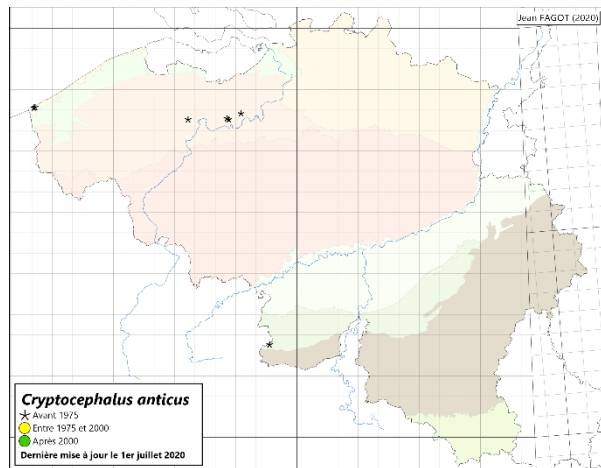 Jean FAGOT (2020)
Cryptocephalus anticus
Avant 1975
Entre 1975 et 2000
Après 2000
Dernière mise à jour le 1er juillet 2020